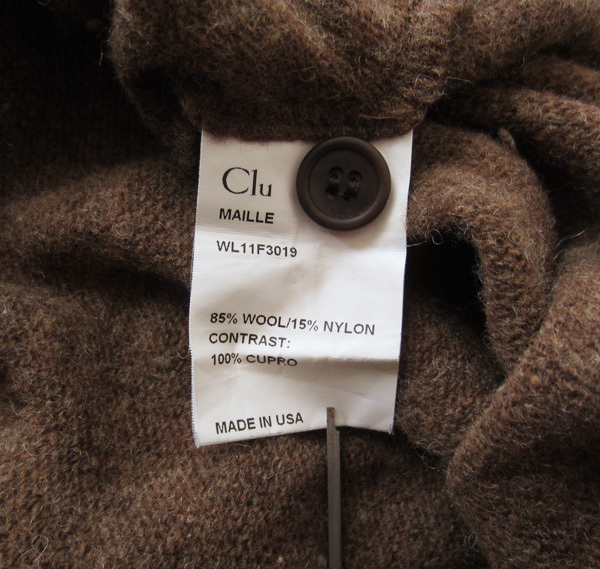 Clu
MAILLE
WL11F3019
85% WOOL/15% NYLON
CONTRAST:
100% CUPRO
MADE IN USA